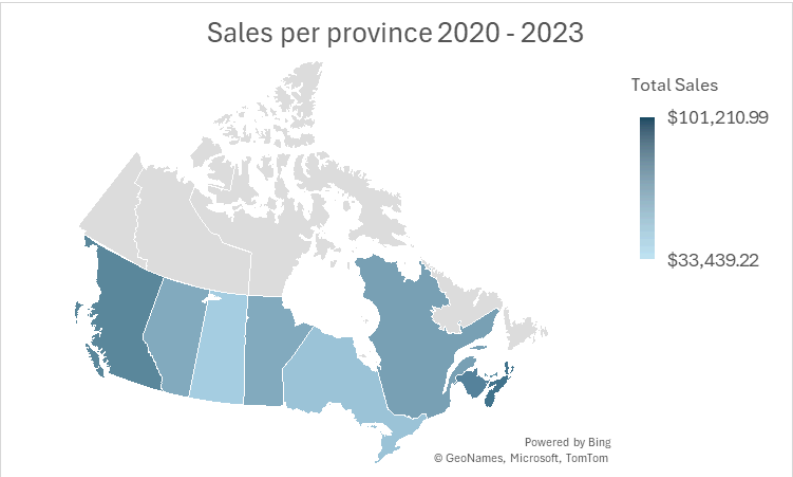 Sales per province 2020 - 2023
Total Sales
$101,210.99
$33,439.22
Powered by Bing
© GeoNames, Microsoft, TomTom